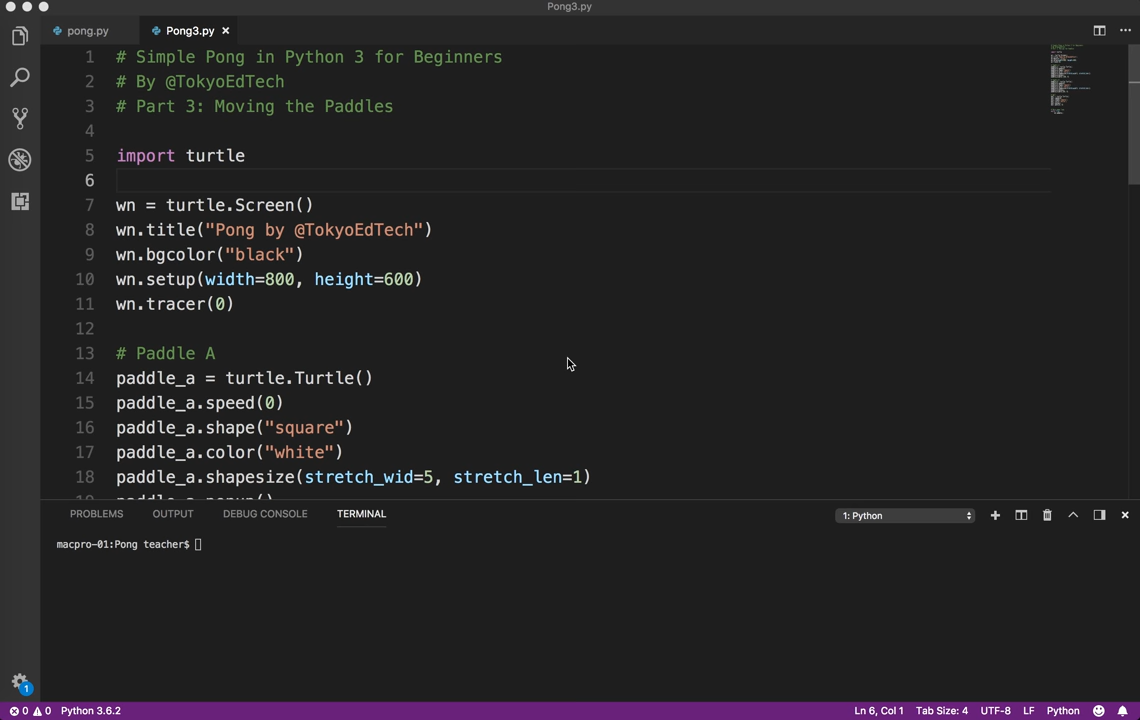 Pong3.py
pong.py
Pong3.py
1 # Simple Pong in Python 3 for Beginners
2 # By @TokyoEdTech
3 # Part 3: Moving the Paddles
4
5 import turtle
6
7 wn = turtle.Screen()
8 wn.title("Pong by @TokyoEdTech")
9 wn.bgcolor("black")
10 wn.setup(width=800, height=600)
11 wn.tracer(0)
12
13 # Paddle A
14 paddle_a = turtle.Turtle()
15 paddle_a.speed(0)
16 paddle_a.shape("square")
17 paddle_a.color("white")
18 paddle_a.shapesize(stretch_wid=5, stretch_len=1)
19 paddle_a.penup()
PROBLEMS OUTPUT DEBUG CONSOLE TERMINAL 1: Python
macpro-01:Pong teacher$
1
0 0 Python 3.6.2 Ln 6, Col 1 Tab Size: 4 UTF-8 LF Python